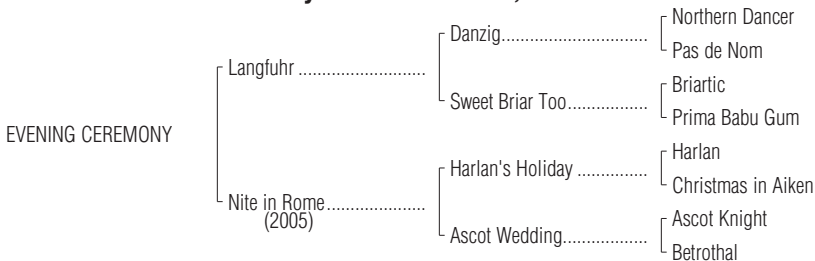 Northern Dancer
Danzig..............................
Pas de Nom
Langfuhr ..........................
Briartic
Sweet Briar Too.................
Prima Babu Gum
EVENING CEREMONY
Harlan
Harlan's Holiday ...............
Christmas in Aiken
Nite in Rome.....................
(2005)
Ascot Knight
Ascot Wedding..................
Betrothal